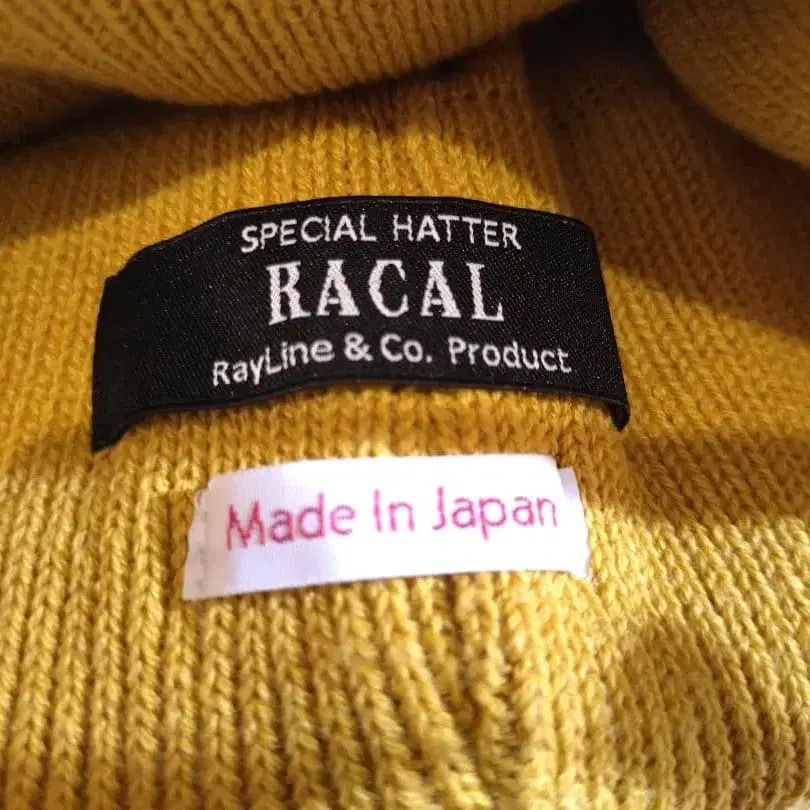 SPECIAL HATTER
RACAL
RayLine & Co. Product
Made In Japan